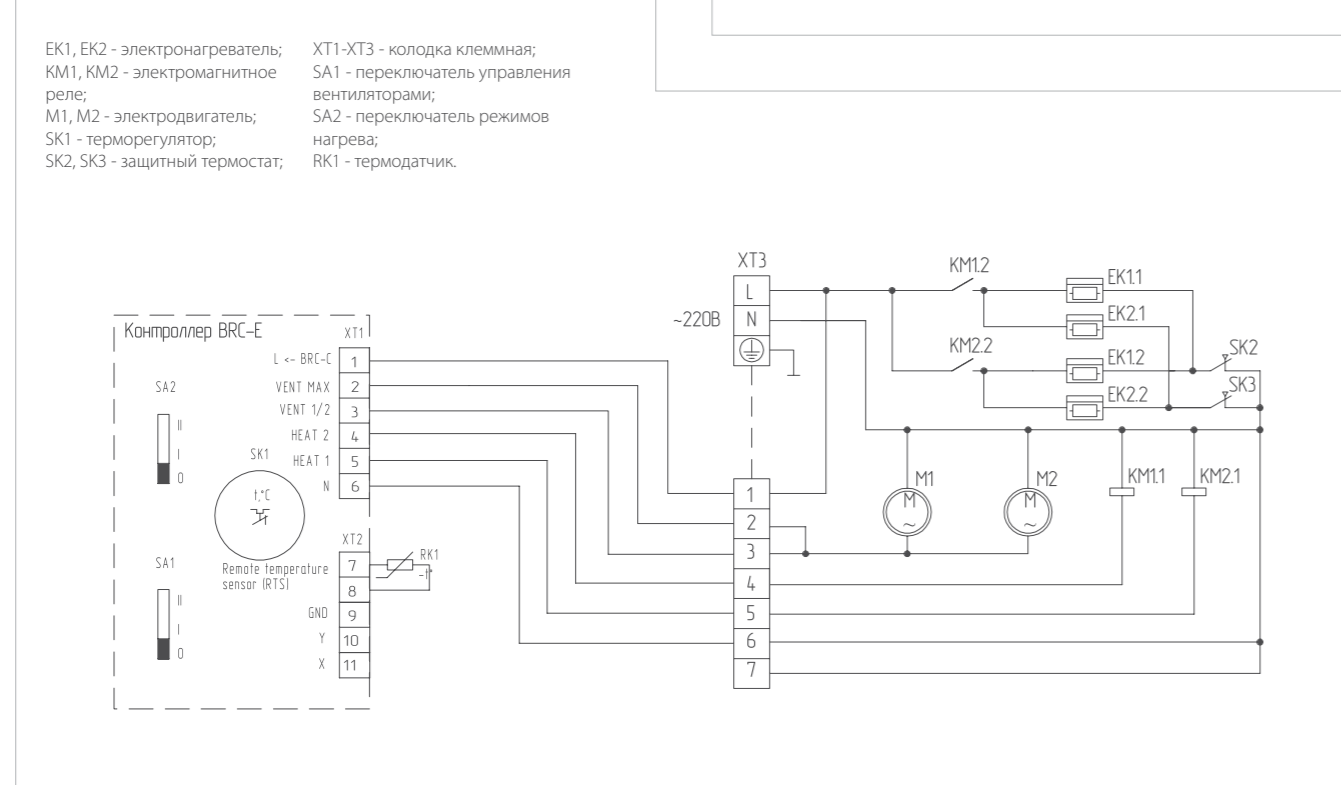 EK1, EK2 - электронагреватель;
КМ1, КМ2 - электромагнитное
реле;
М1, М2 - электродвигатель;
SK1 - терморегулятор;
SK2, SK3 - защитный термостат;
XT1-XT3 - колодка клеммная;
SA1 - переключатель управления
вентиляторами;
SA2 - переключатель режимов
нагрева;
RK1 - термодатчик.
Контроллер BRC-E
XT1
L <- BRC-C 1
VENT MAX 2
VENT 1/2 3
HEAT 2 4
HEAT 1 5
N 6
SA2
II
I
0
SK1
t,°C
SA1
II
I
0
Remote temperature
sensor (RTS)
XT2
7
8
GND 9
Y 10
X 11
RK1
-t°
XT3
L
~220В N
1
2
3
4
5
6
7
KM1.2
EK1.1
EK2.1
KM2.2
EK1.2
EK2.2
SK2
SK3
M1
M
~
M2
M
~
KM1.1
KM2.1